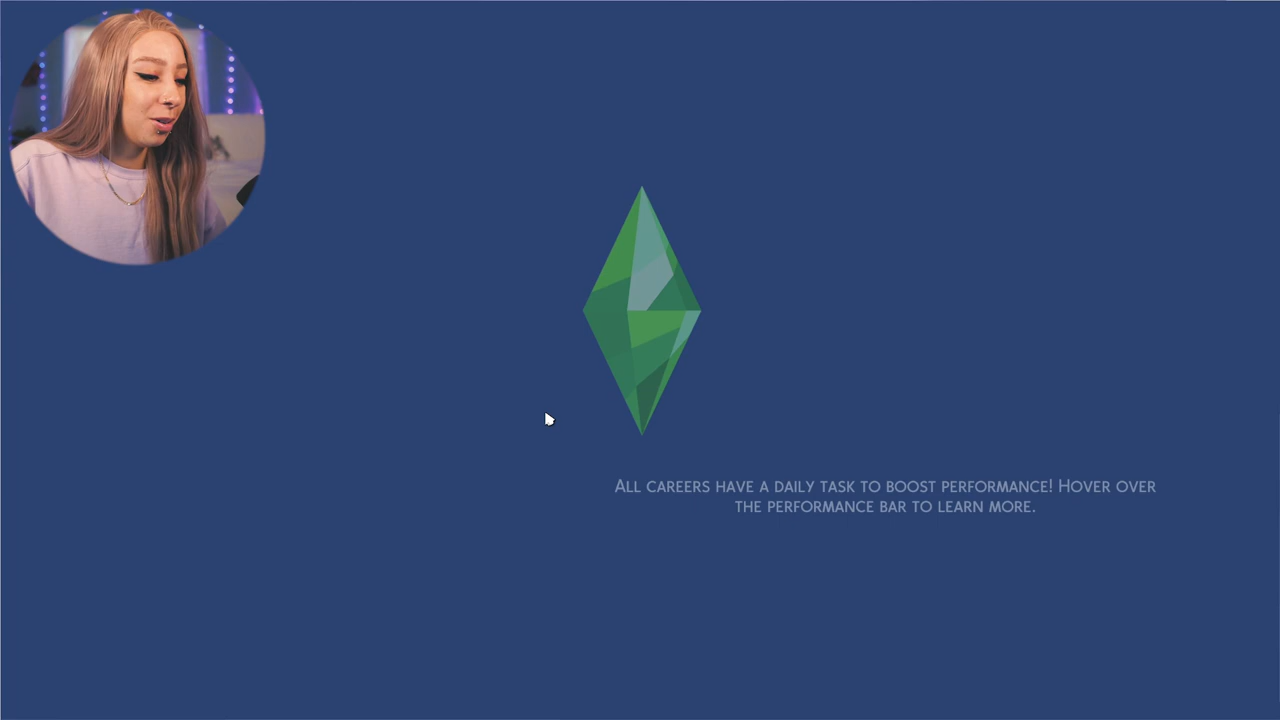 All careers have a daily task to boost performance! Hover over
the performance bar to learn more.